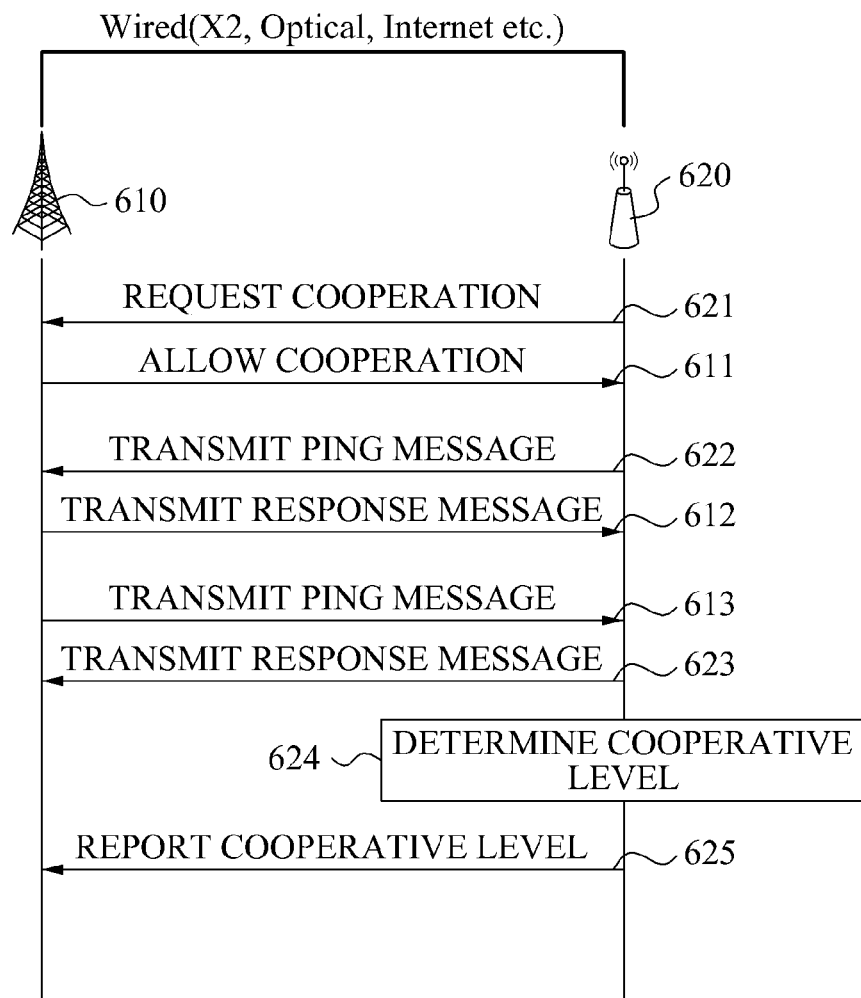 Wired(X2, Optical, Internet etc.)
610
620
REQUEST COOPERATION
621
ALLOW COOPERATION
611
TRANSMIT PING MESSAGE
622
TRANSMIT RESPONSE MESSAGE
612
TRANSMIT PING MESSAGE
613
TRANSMIT RESPONSE MESSAGE
623
624
DETERMINE COOPERATIVE
LEVEL
REPORT COOPERATIVE LEVEL
625